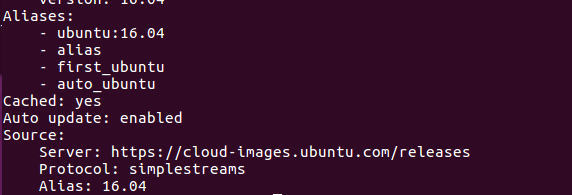 version: 16.04
Aliases:
- ubuntu:16.04
- alias
- first_ubuntu
- auto_ubuntu
Cached: yes
Auto update: enabled
Source:
Server: https://cloud-images.ubuntu.com/releases
Protocol: simplestreams
Alias: 16.04